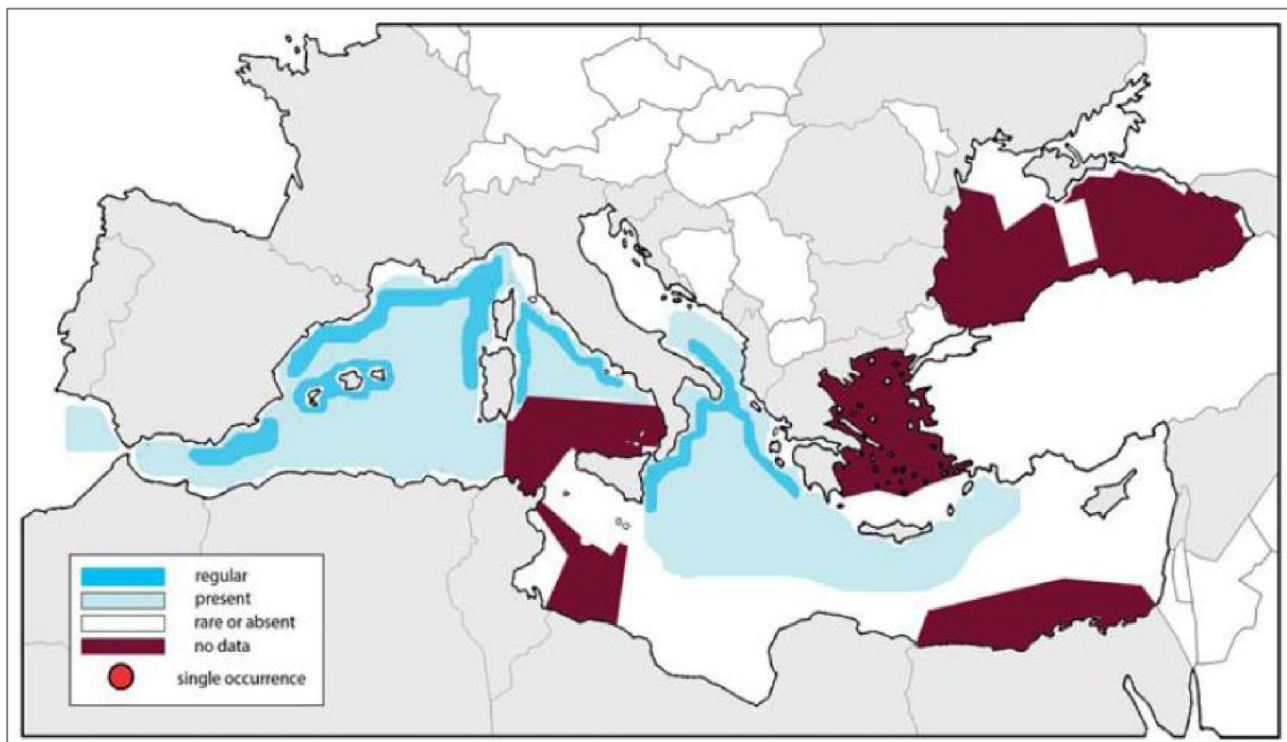 regular
present
rare or absent
no data
single occurrence